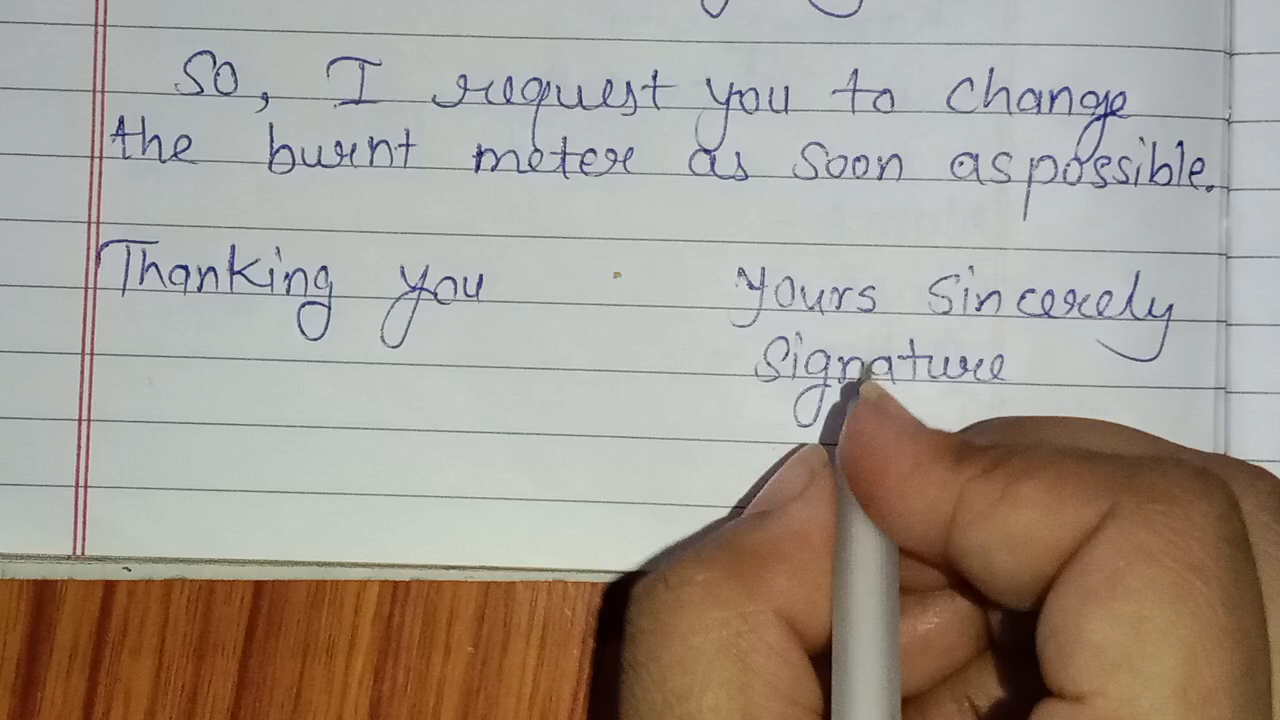 So, I request you to change
the burnt meter as soon as possible.
Thanking you
Yours Sincerely
Signature